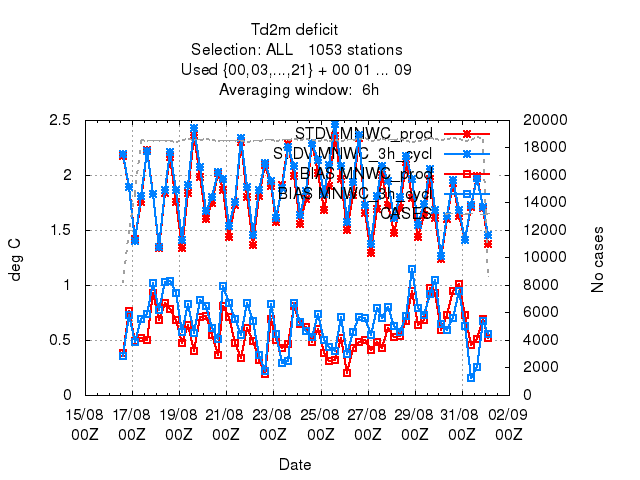 Td2m deficit
Selection: ALL   1053 stations
Used {00,03,...,21} + 00 01 ... 09
Averaging window:  6h
STDV MNWC_prod
STDV MNWC_3h_cycl
BIAS MNWC_prod
BIAS MNWC_3h_cycl
CASES
deg C
2.5
2
1.5
1
0.5
0
No cases
20000
18000
16000
14000
12000
10000
8000
6000
4000
2000
0
15/08 17/08 19/08 21/08 23/08 25/08 27/08 29/08 31/08 02/09
00Z 00Z 00Z 00Z 00Z 00Z 00Z 00Z 00Z 00Z
Date